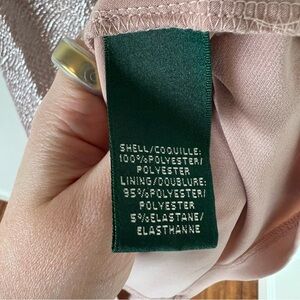 SHELL/COQUILLE:
100%POLYESTER/
POLYESTER
LINING/DOUBLURE:
95%POLYESTER/
POLYESTER
5%ELASTANE/
ELASTHANNE